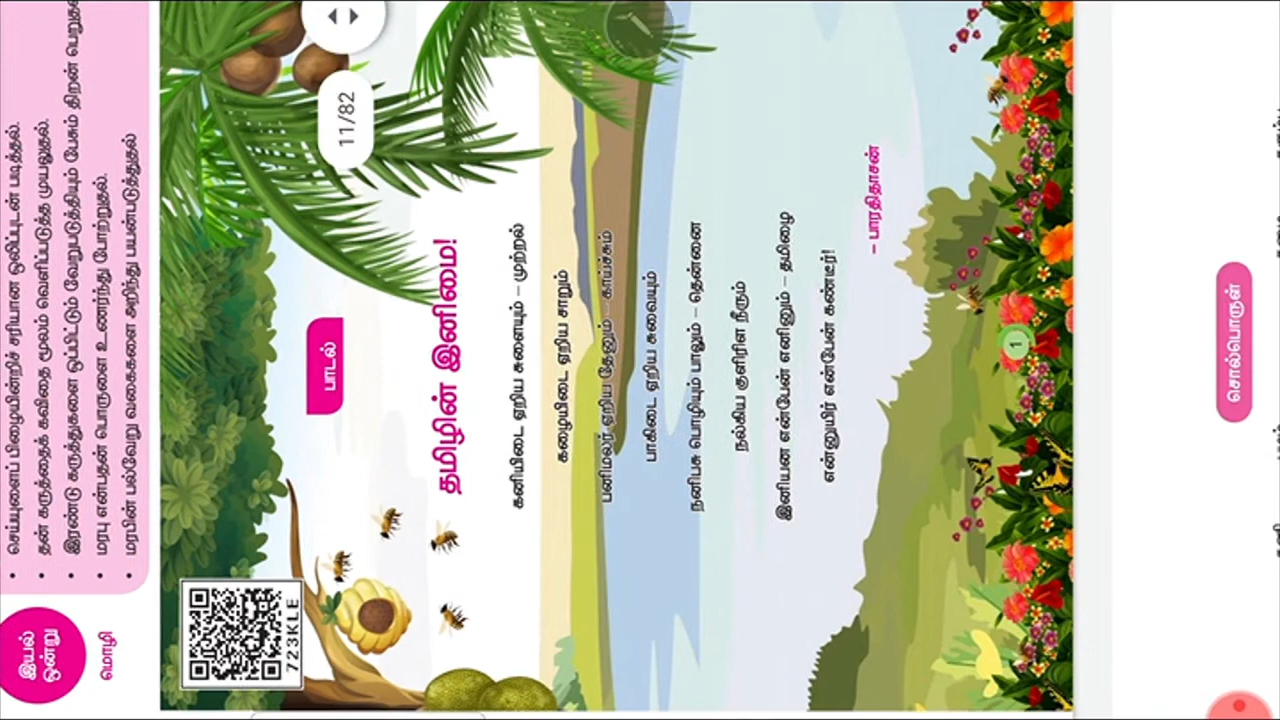 இயல்
ஒன்று
மொழி
• செய்யுளைப் பிழையின்றிச் சரியான ஒலிப்புடன் படித்தல்.
• தன் கருத்தைக் கவிதை மூலம் வெளிப்படுத்த முயலுதல்.
• இரண்டு கருத்துகளை ஒப்பிட்டும் வேறுபடுத்தியும் பேசும் திறன்
• மரபு என்பதன் பொருளை உணர்ந்து போற்றுதல்.
• மரபின் பல்வேறு வகைகளை அறிந்து பயன்படுத்துதல்
723KLE
11/82
பாடல்
தமிழின் இனிமை!
கனியிடை ஏறிய சுளையும் – முற்றல்
கழையிடை ஏறிய சாறும்
பனிமலர் ஏறிய தேனும் – காய்ச்சும்
பாகிடை ஏறிய சுவையும்
நனிபசு பொழியும் பாலும் – தென்னை
நல்கிய குளிரிள நீரும்
இனியன என்பேன் எனினும் – தமிழை
என்னுயிர் என்பேன் கண்டீர்!
– பாரதிதாசன்
1
சொல்பொருள்